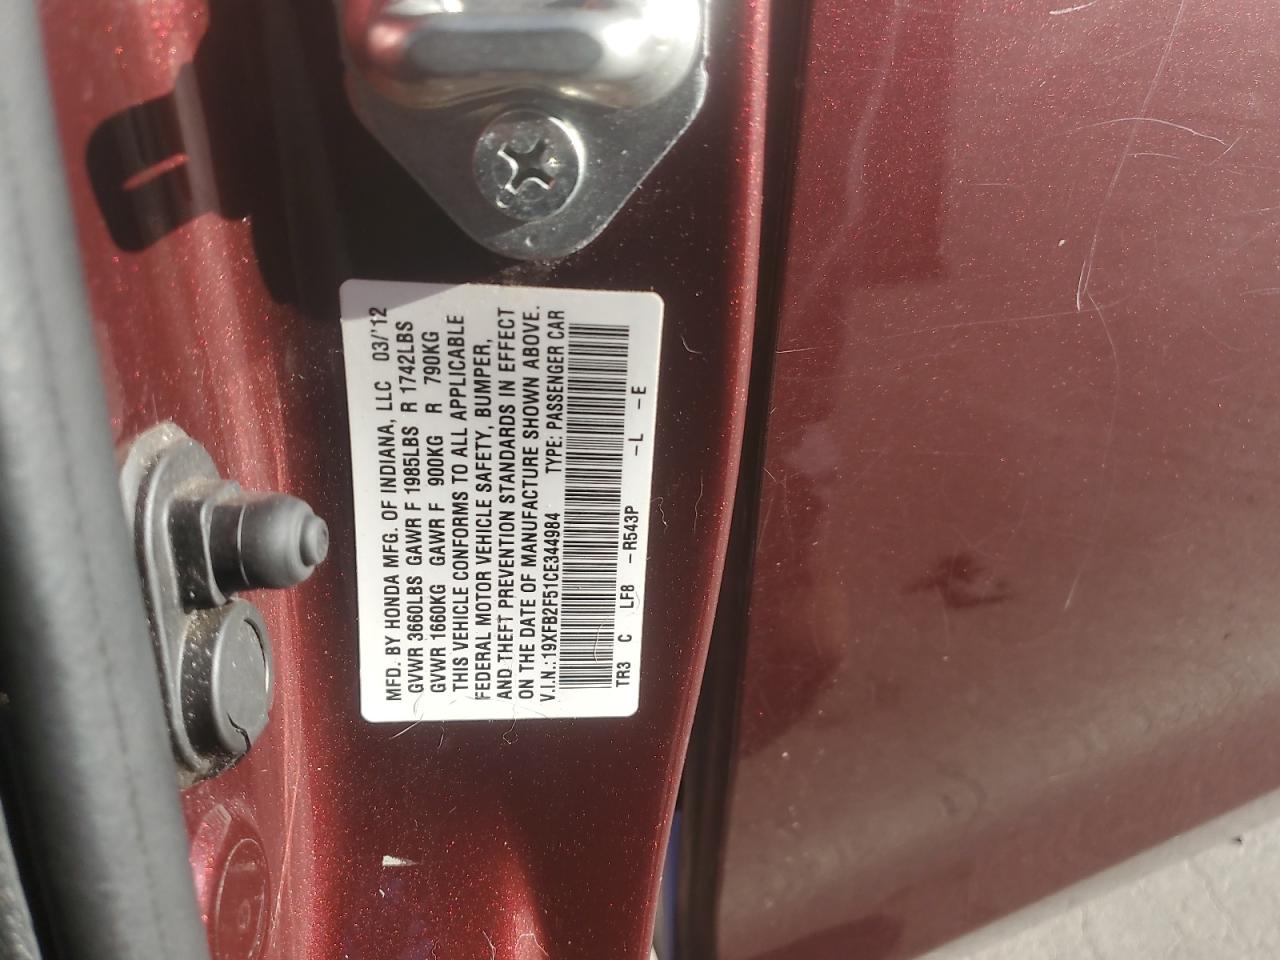 MFD. BY HONDA MFG. OF INDIANA, LLC 03/'12
GVWR 3660LBS GAWR F 1985LBS R 1742LBS
GVWR 1660KG GAWR F 900KG R 790KG
THIS VEHICLE CONFORMS TO ALL APPLICABLE
FEDERAL MOTOR VEHICLE SAFETY, BUMPER,
AND THEFT PREVENTION STANDARDS IN EFFECT
ON THE DATE OF MANUFACTURE SHOWN ABOVE.
V.I.N.:19XFB2F51CE344984 TYPE: PASSENGER CAR
TR3 C LF8 –R543P –L –E